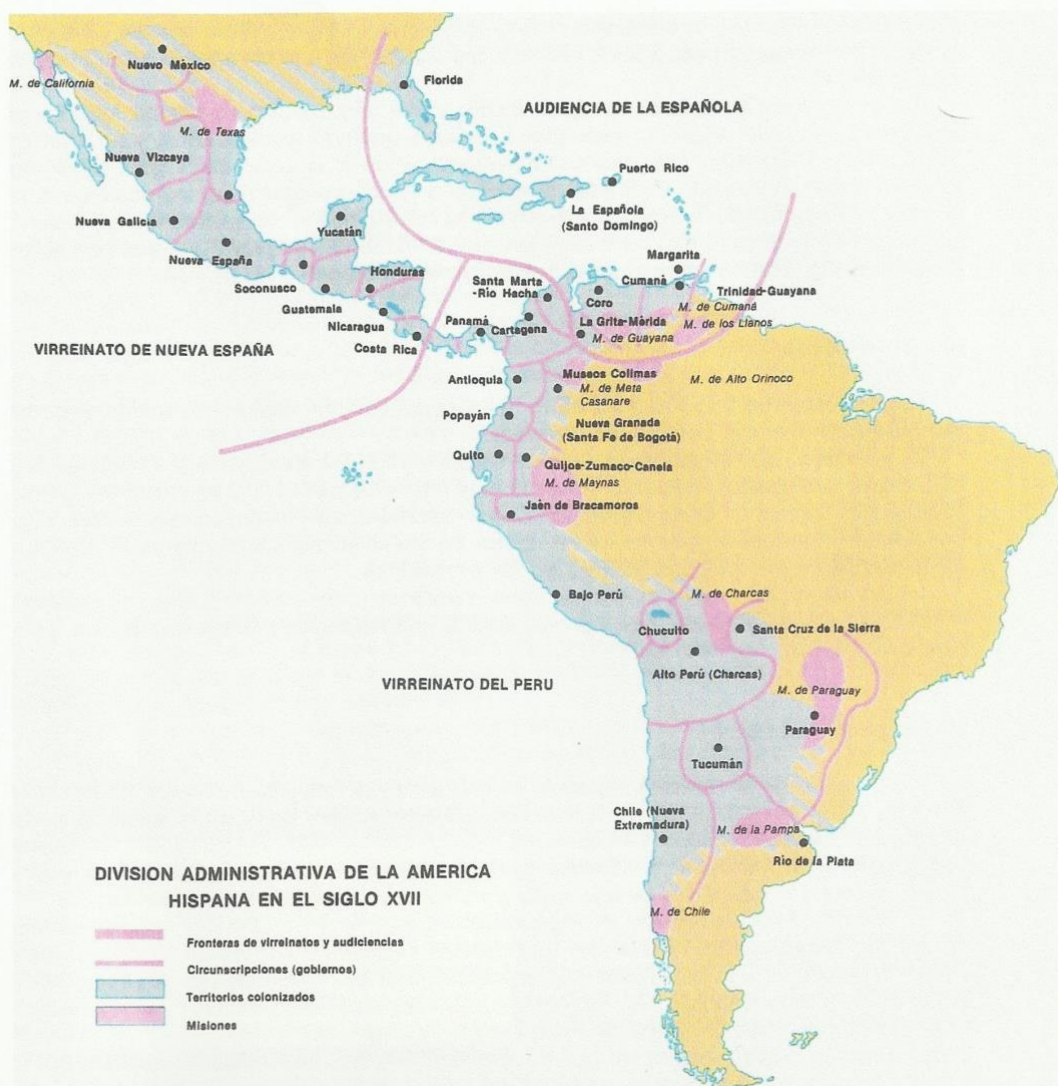 Nuevo México
M. de California
Florida
AUDIENCIA DE LA ESPAÑOLA
M. de Texas
Nueva Vizcaya
Puerto Rico
Nueva Galicia
Yucatán
La Española
(Santo Domingo)
Nueva España
Margarita
Honduras
Santa Marta
-Río Hacha
Cumaná
Trinidad-Guayana
Soconusco
Coro
Guatemala
M. de Cumaná
Nicaragua
Panamá
Cartagena
La Grita-Mérida
M. de los Llanos
VIRREINATO DE NUEVA ESPAÑA
Costa Rica
M. de Guayana
Museos Colimas
Antioquia
M. de Alto Orinoco
M. de Meta
Casanare
Popayán
Nueva Granada
(Santa Fe de Bogotá)
Quito
Quijos-Zumaco-Canela
M. de Maynas
Jaèn de Bracamoros
Bajo Perú
M. de Charcas
Chucuito
Santa Cruz de la Sierra
Alto Perú (Charcas)
VIRREINATO DEL PERU
M. de Paraguay
Paraguay
Tucumán
Chile (Nueva
Extremadura)
M. de la Pampa
Rìo de la Plata
DIVISION ADMINISTRATIVA DE LA AMERICA
HISPANA EN EL SIGLO XVII
M. de Chile
Fronteras de virreinatos y audiciencias
Circunscripciones (gobiernos)
Territorios colonizados
Misiones